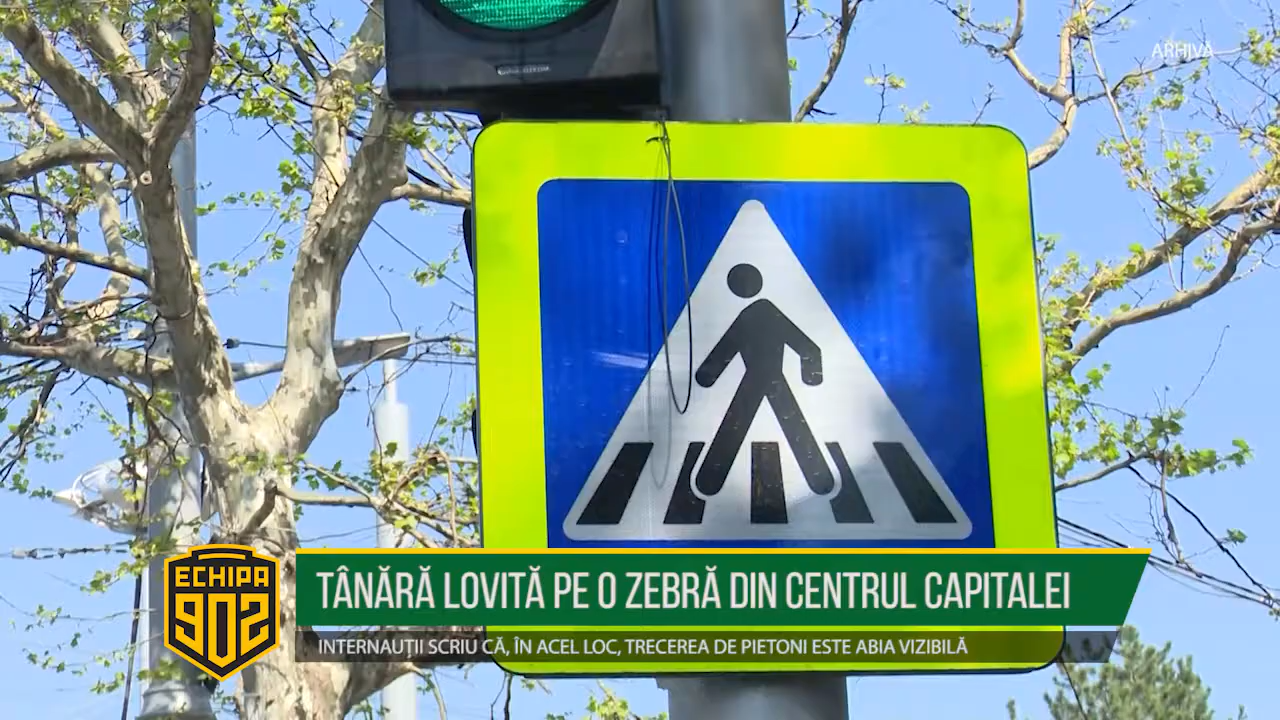 ARHIVĂ
ECHIPA
902
TÂNĂRĂ LOVITĂ PE O ZEBRĂ DIN CENTRUL CAPITALEI
INTERNAUȚII SCRIU CĂ, ÎN ACEL LOC, TRECEREA DE PIETONI ESTE ABIA VIZIBILĂ